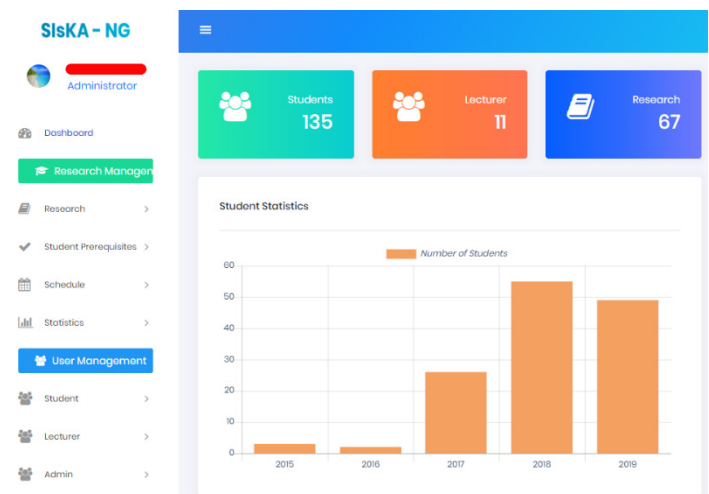 SIsKA - NG
Administrator
Dashboard
Research Managen
Research
Student Prerequisites
Schedule
Statistics
User Management
Student
Lecturer
Admin
Students
135
Lecturer
11
Research
67
Student Statistics
Number of Students
60
50
40
30
20
10
0
2015 2016 2017 2018 2019